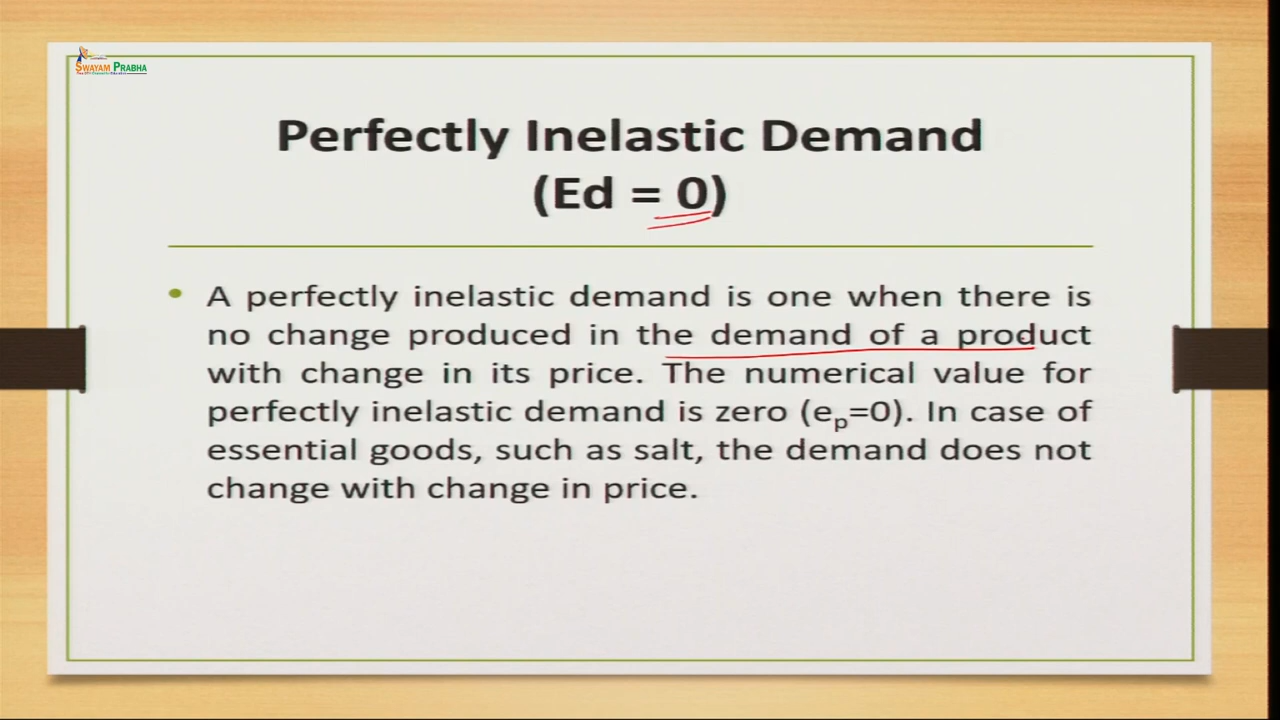 SWAYAM PRABHA
Perfectly Inelastic Demand
(Ed = 0)
• A perfectly inelastic demand is one when there is
no change produced in the demand of a product
with change in its price. The numerical value for
perfectly inelastic demand is zero (eₚ=0). In case of
essential goods, such as salt, the demand does not
change with change in price.